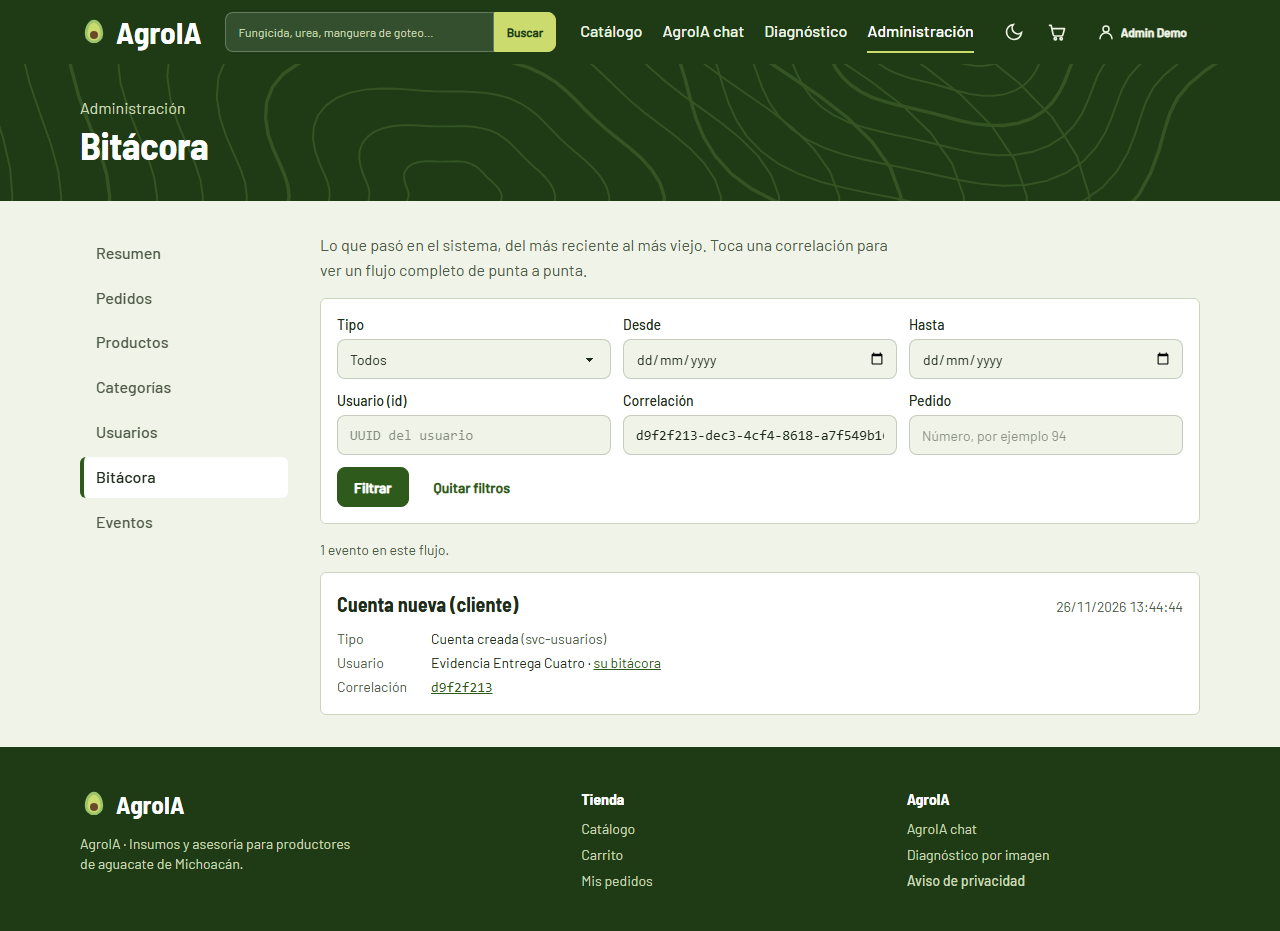 AgroIA
Fungicida, urea, manguera de goteo...
Buscar
Catálogo
AgroIA chat
Diagnóstico
Administración
Admin Demo
Administración
Bitácora
Resumen
Pedidos
Productos
Categorías
Usuarios
Bitácora
Eventos
Lo que pasó en el sistema, del más reciente al más viejo. Toca una correlación para
ver un flujo completo de punta a punta.
Tipo
Desde
Hasta
Todos
dd/mm/yyyy
dd/mm/yyyy
Usuario (id)
Correlación
Pedido
UUID del usuario
d9f2f213-dec3-4cf4-8618-a7f549b1
Número, por ejemplo 94
Filtrar
Quitar filtros
1 evento en este flujo.
Cuenta nueva (cliente)
26/11/2026 13:44:44
Tipo
Cuenta creada (svc-usuarios)
Usuario
Evidencia Entrega Cuatro · su bitácora
Correlación
d9f2f213
AgroIA
AgroIA · Insumos y asesoría para productores
de aguacate de Michoacán.
Tienda
Catálogo
Carrito
Mis pedidos
AgroIA
AgroIA chat
Diagnóstico por imagen
Aviso de privacidad